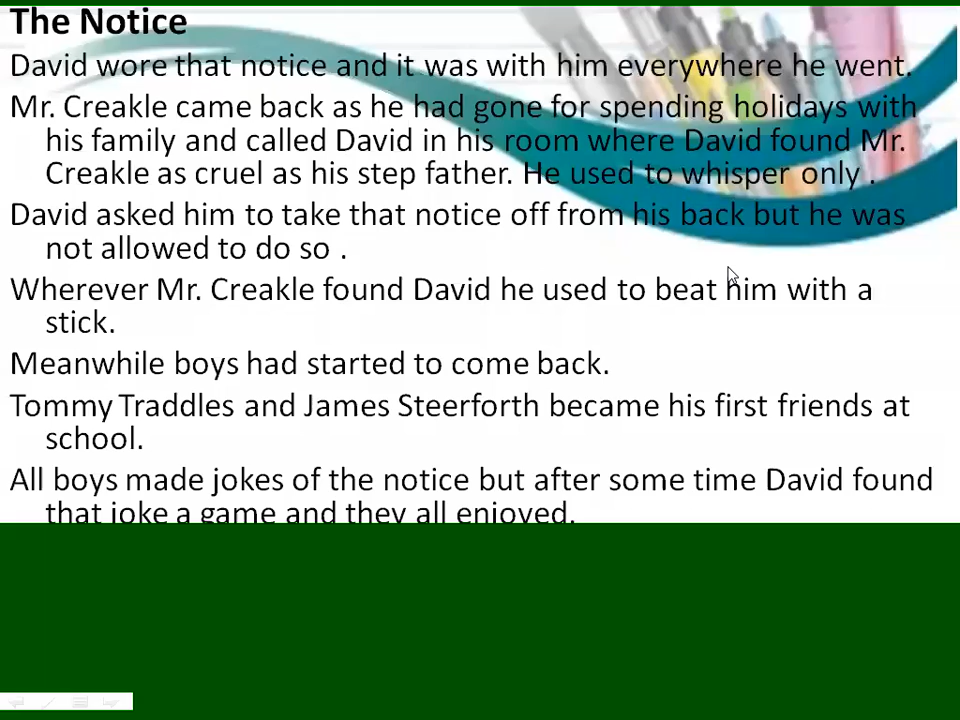 The Notice
David wore that notice and it was with him everywhere he went.
Mr. Creakle came back as he had gone for spending holidays with
his family and called David in his room where David found Mr.
Creakle as cruel as his step father. He used to whisper only .
David asked him to take that notice off from his back but he was
not allowed to do so .
Wherever Mr. Creakle found David he used to beat him with a
stick.
Meanwhile boys had started to come back.
Tommy Traddles and James Steerforth became his first friends at
school.
All boys made jokes of the notice but after some time David found
that joke a game and they all enjoyed.